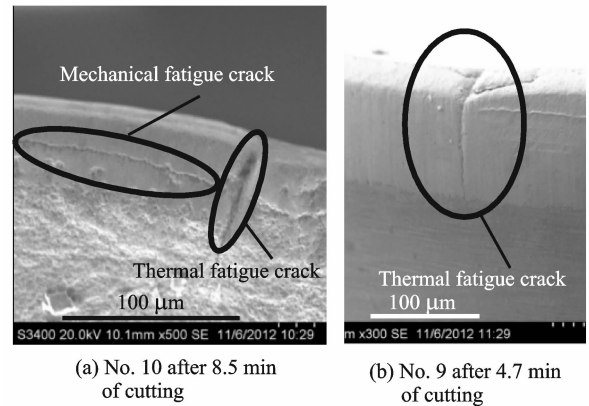 Mechanical fatigue crack
Thermal fatigue crack
100 μm
S3400 20.0kV 10.1mm x500 SE 11/6/2012 10:29
(a) No. 10 after 8.5 min
of cutting
Thermal fatigue crack
100 μm
m x300 SE 11/6/2012 11:29
(b) No. 9 after 4.7 min
of cutting